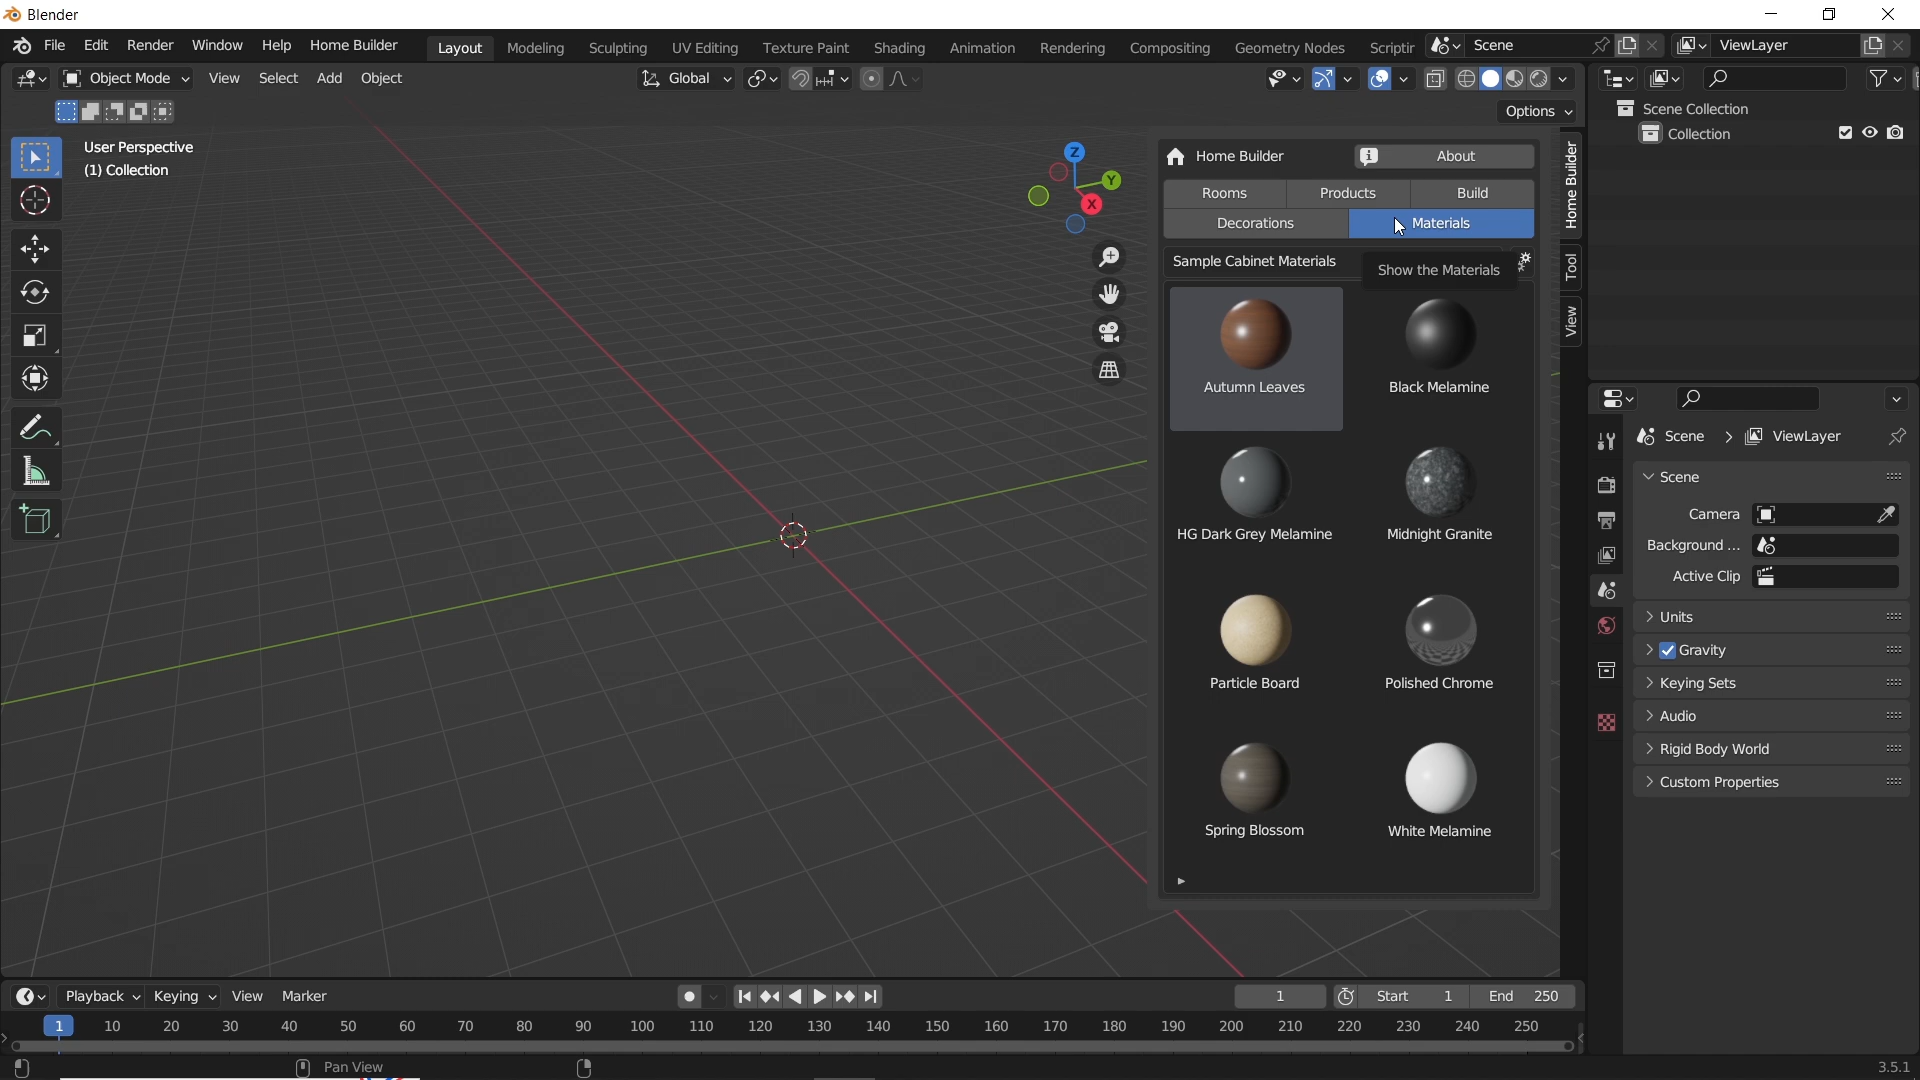 Blender
File Edit Render Window Help Home Builder Layout Modeling Sculpting UV Editing Texture Paint Shading Animation Rendering Compositing Geometry Nodes Scriptir Scene ViewLayer
Object Mode View Select Add Object Global
Options
User Perspective
(1) Collection
Z
Y
X
Home Builder About
Rooms Products Build
Decorations Materials
Sample Cabinet Materials
Show the Materials
Autumn Leaves Black Melamine
HG Dark Grey Melamine Midnight Granite
Particle Board Polished Chrome
Spring Blossom White Melamine
Home Builder
Tool
View
Scene Collection
Collection
Scene > ViewLayer
Scene
Camera
Background ...
Active Clip
Units
Gravity
Keying Sets
Audio
Rigid Body World
Custom Properties
Playback Keying View Marker 1 Start 1 End 250
1 10 20 30 40 50 60 70 80 90 100 110 120 130 140 150 160 170 180 190 200 210 220 230 240 250
Pan View 3.5.1